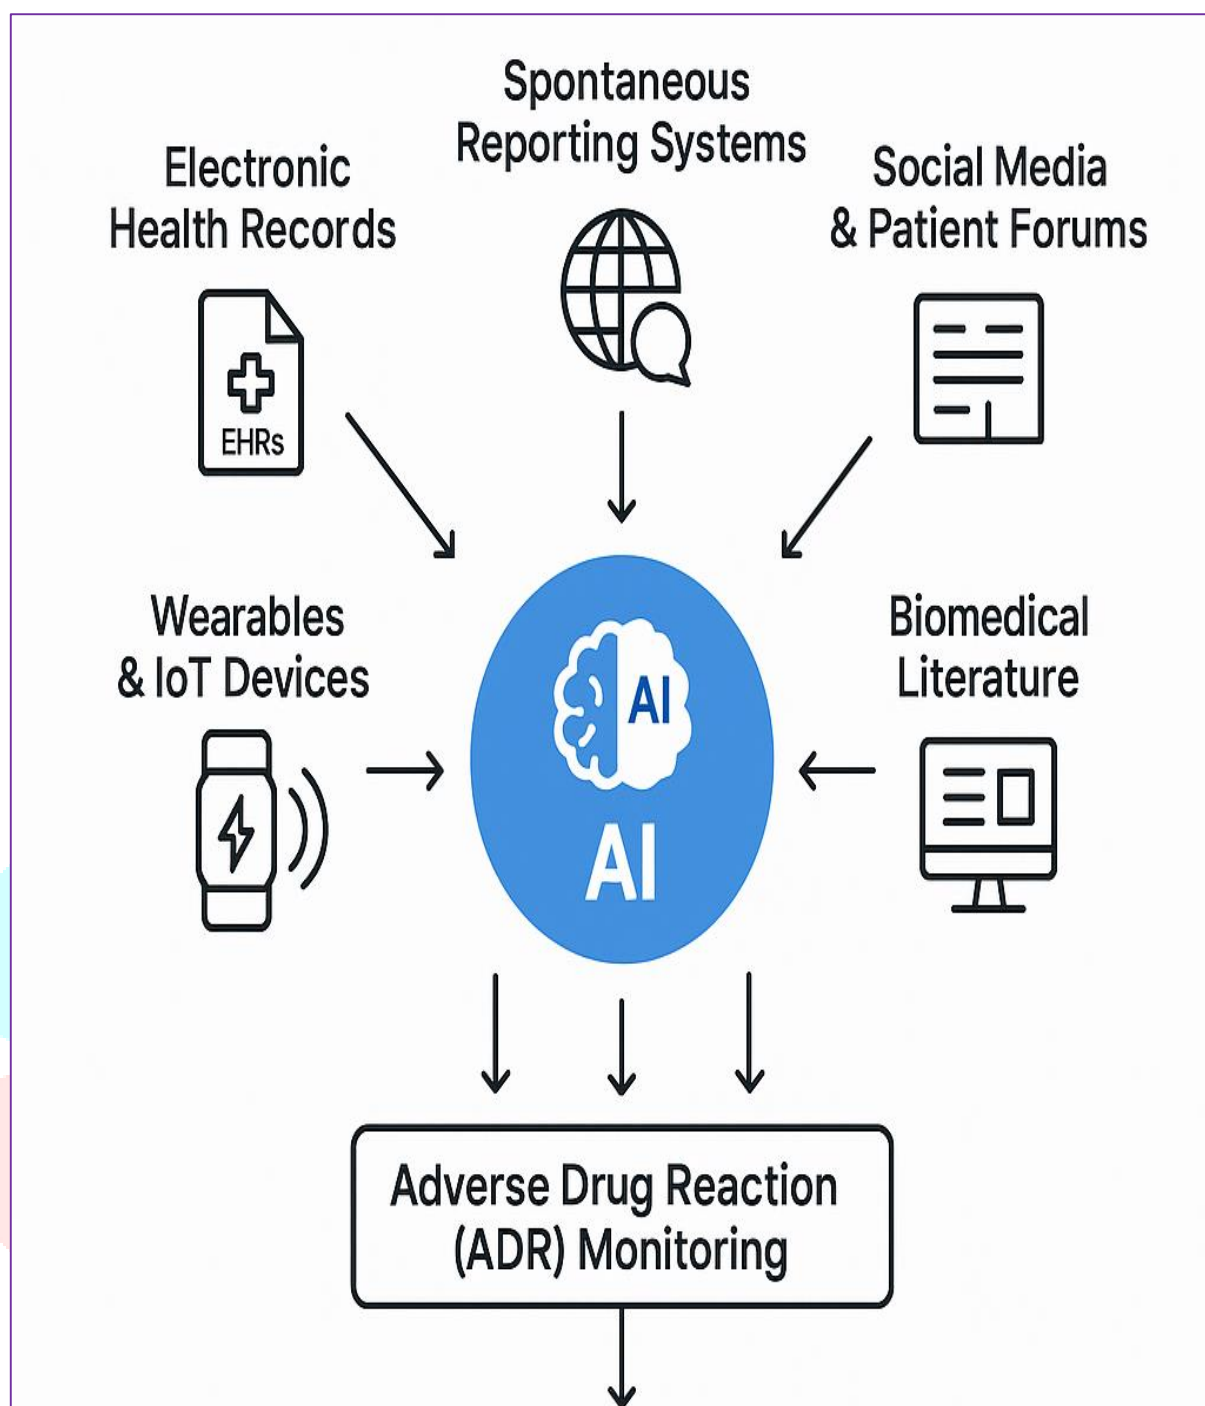 Spontaneous
Reporting Systems
Electronic
Health Records
Social Media
& Patient Forums
EHRs
Wearables
& IoT Devices
Biomedical
Literature
AI
AI
Adverse Drug Reaction
(ADR) Monitoring